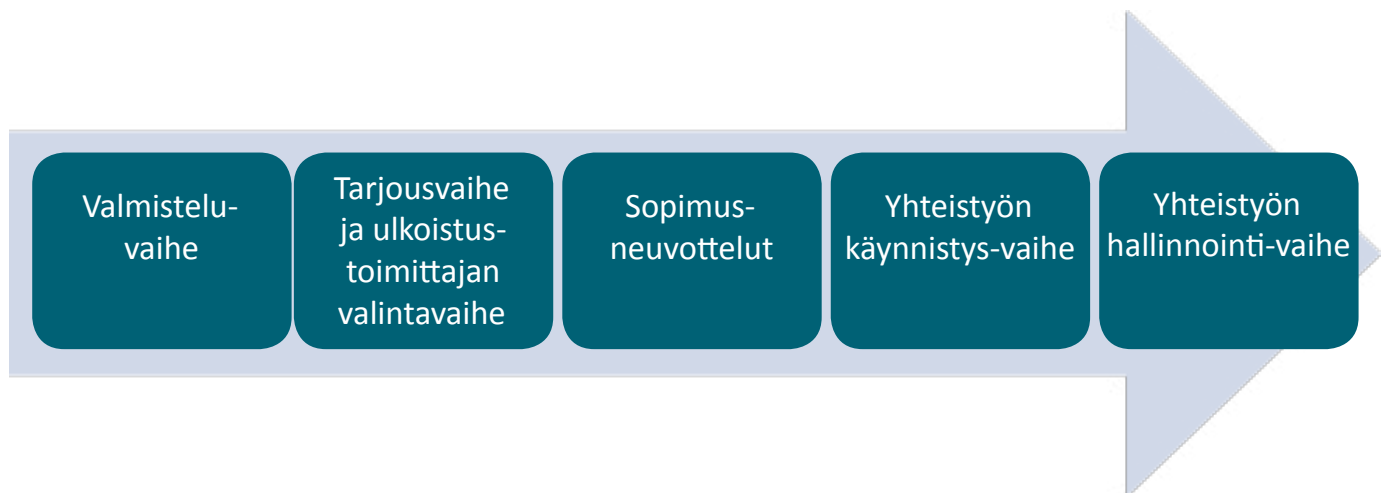 Valmistelu-
vaihe
Tarjousvaihe
ja ulkoistus-
toimittajan
valintavaihe
Sopimus-
neuvottelut
Yhteistyön
käynnistys-vaihe
Yhteistyön
hallinnointi-vaihe